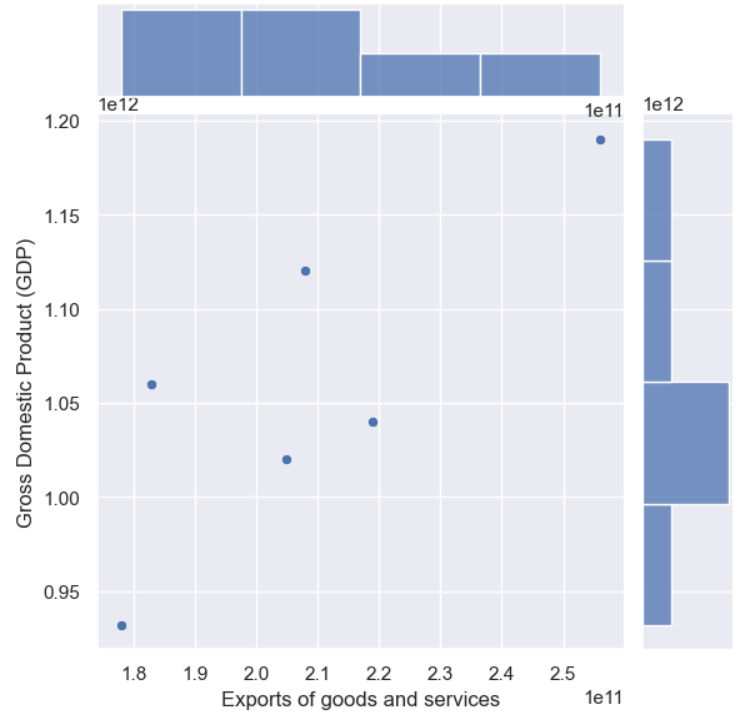 1e12
1e11
1e12
1.20
1.15
1.10
1.05
1.00
0.95
Gross Domestic Product (GDP)
1.8 1.9 2.0 2.1 2.2 2.3 2.4 2.5
Exports of goods and services
1e11